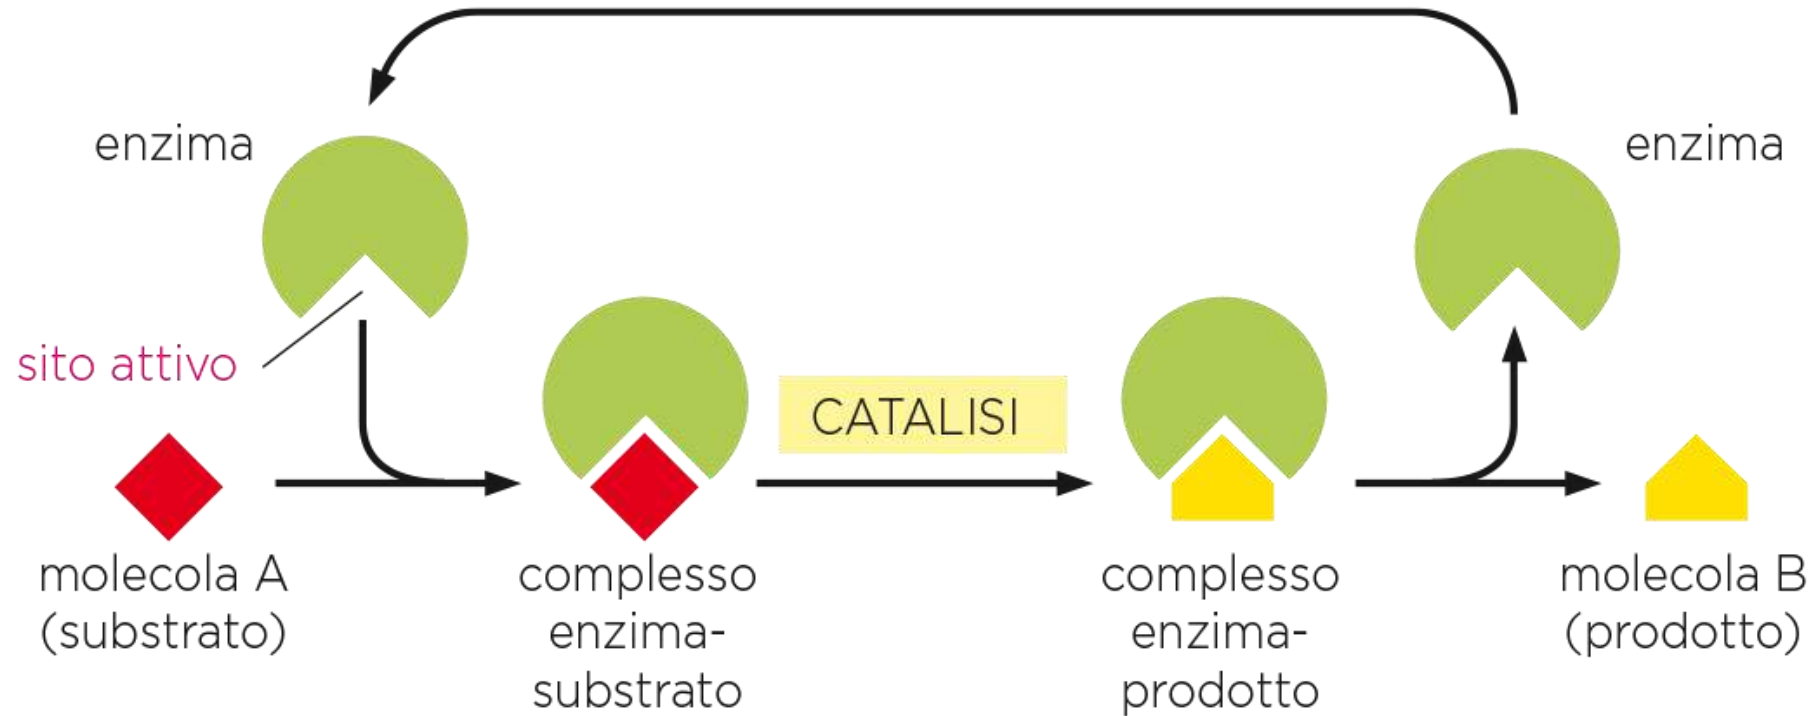 enzima
enzima
sito attivo
CATALISI
molecola A
(substrato)
complesso
enzima-
substrato
complesso
enzima-
prodotto
molecola B
(prodotto)